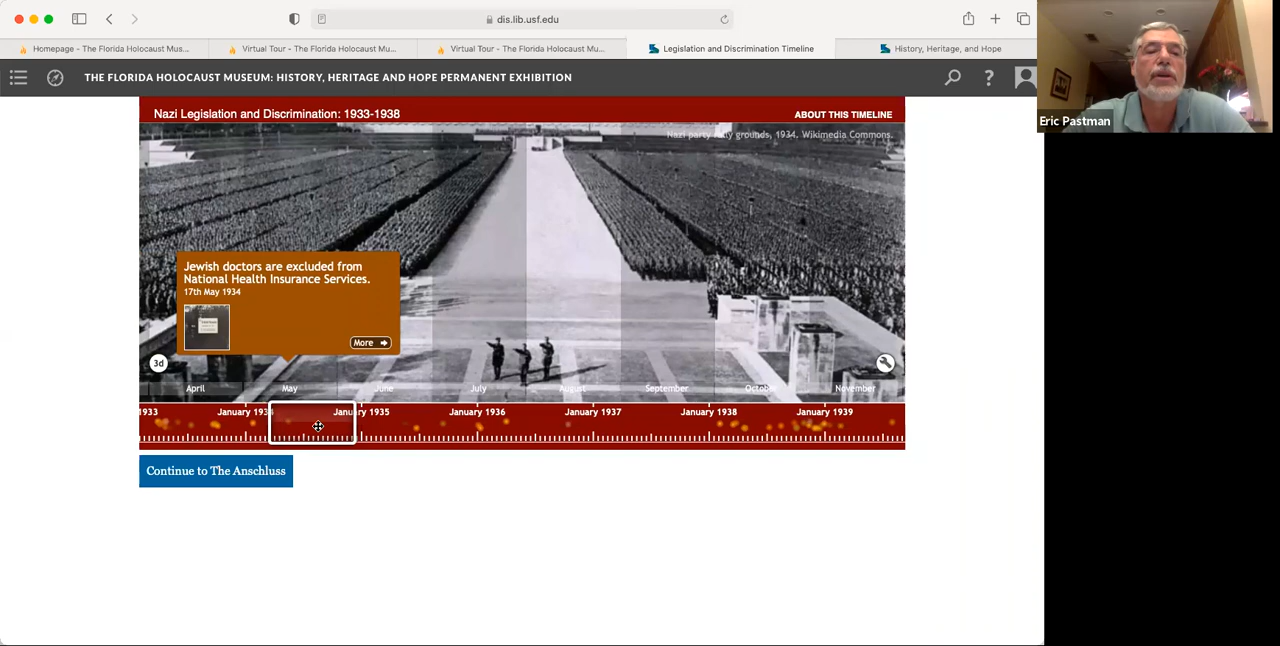 dis.lib.usf.edu
Homepage - The Florida Holocaust Mus...
Virtual Tour - The Florida Holocaust Mu...
Virtual Tour - The Florida Holocaust Mu...
Legislation and Discrimination Timeline
History, Heritage, and Hope
THE FLORIDA HOLOCAUST MUSEUM: HISTORY, HERITAGE AND HOPE PERMANENT EXHIBITION
?
Eric Pastman
Nazi Legislation and Discrimination: 1933-1938
ABOUT THIS TIMELINE
Nazi party rally grounds, 1934. Wikimedia Commons.
Jewish doctors are excluded from
National Health Insurance Services.
17th May 1934
More
3d
April May June July August September October November
1933 January 1934 January 1935 January 1936 January 1937 January 1938 January 1939
Continue to The Anschluss